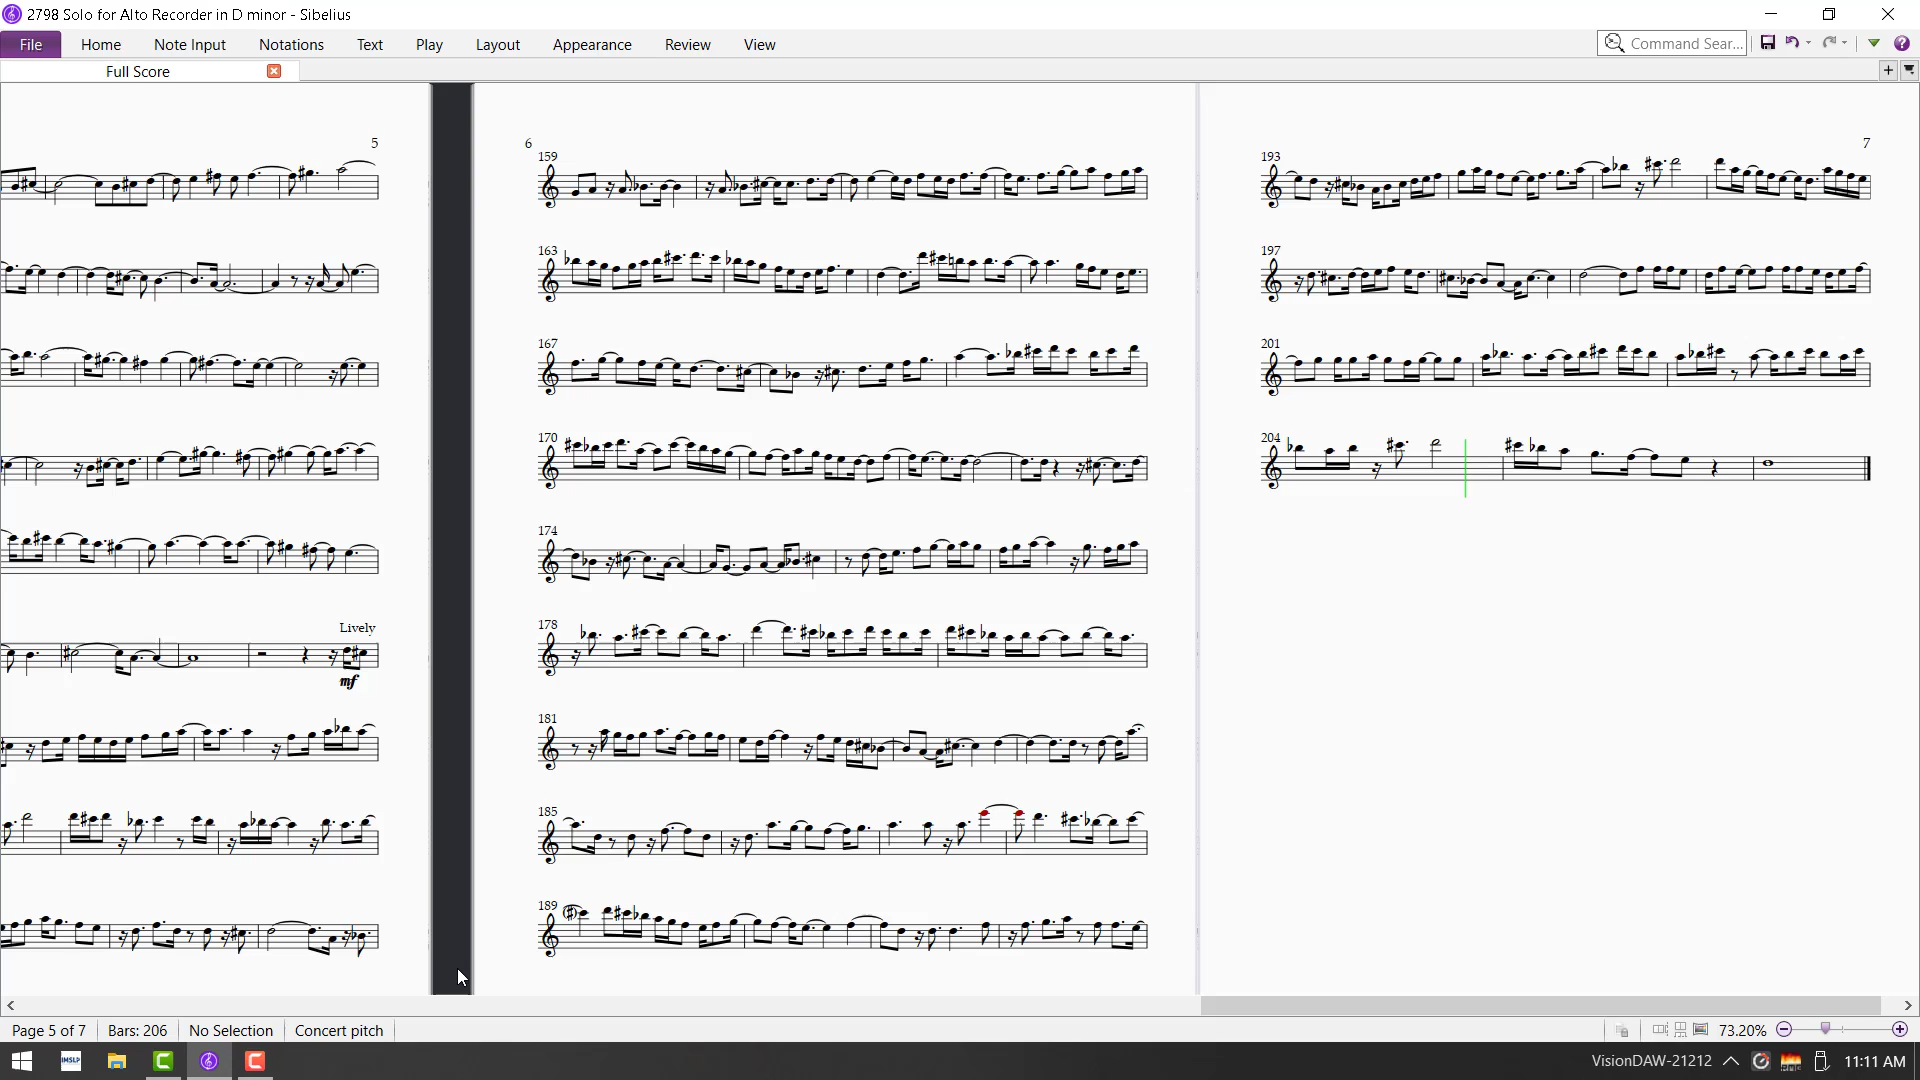 2798 Solo for Alto Recorder in D minor - Sibelius
File Home Note Input Notations Text Play Layout Appearance Review View
Command Sear...
Full Score
5
Lively
mf
6
159
163
167
170
174
178
181
185
189
7
193
197
201
204
Page 5 of 7 Bars: 206 No Selection Concert pitch 73.20%
IMSLP VisionDAW-21212 11:11 AM